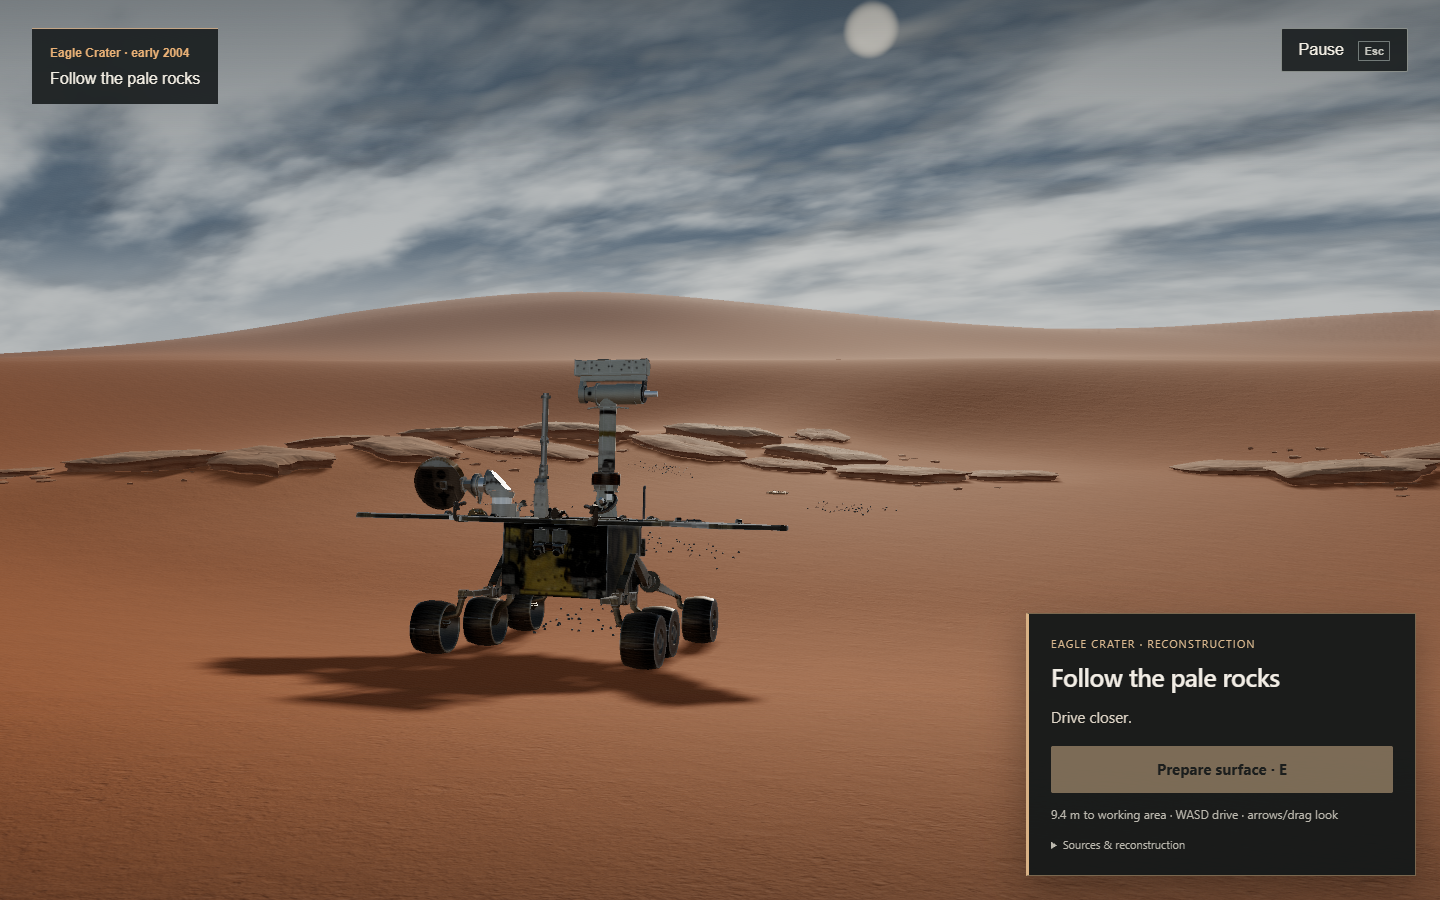 Eagle Crater · early 2004
Follow the pale rocks
Pause Esc
EAGLE CRATER · RECONSTRUCTION
Follow the pale rocks
Drive closer.
Prepare surface · E
9.4 m to working area · WASD drive · arrows/drag look
Sources & reconstruction